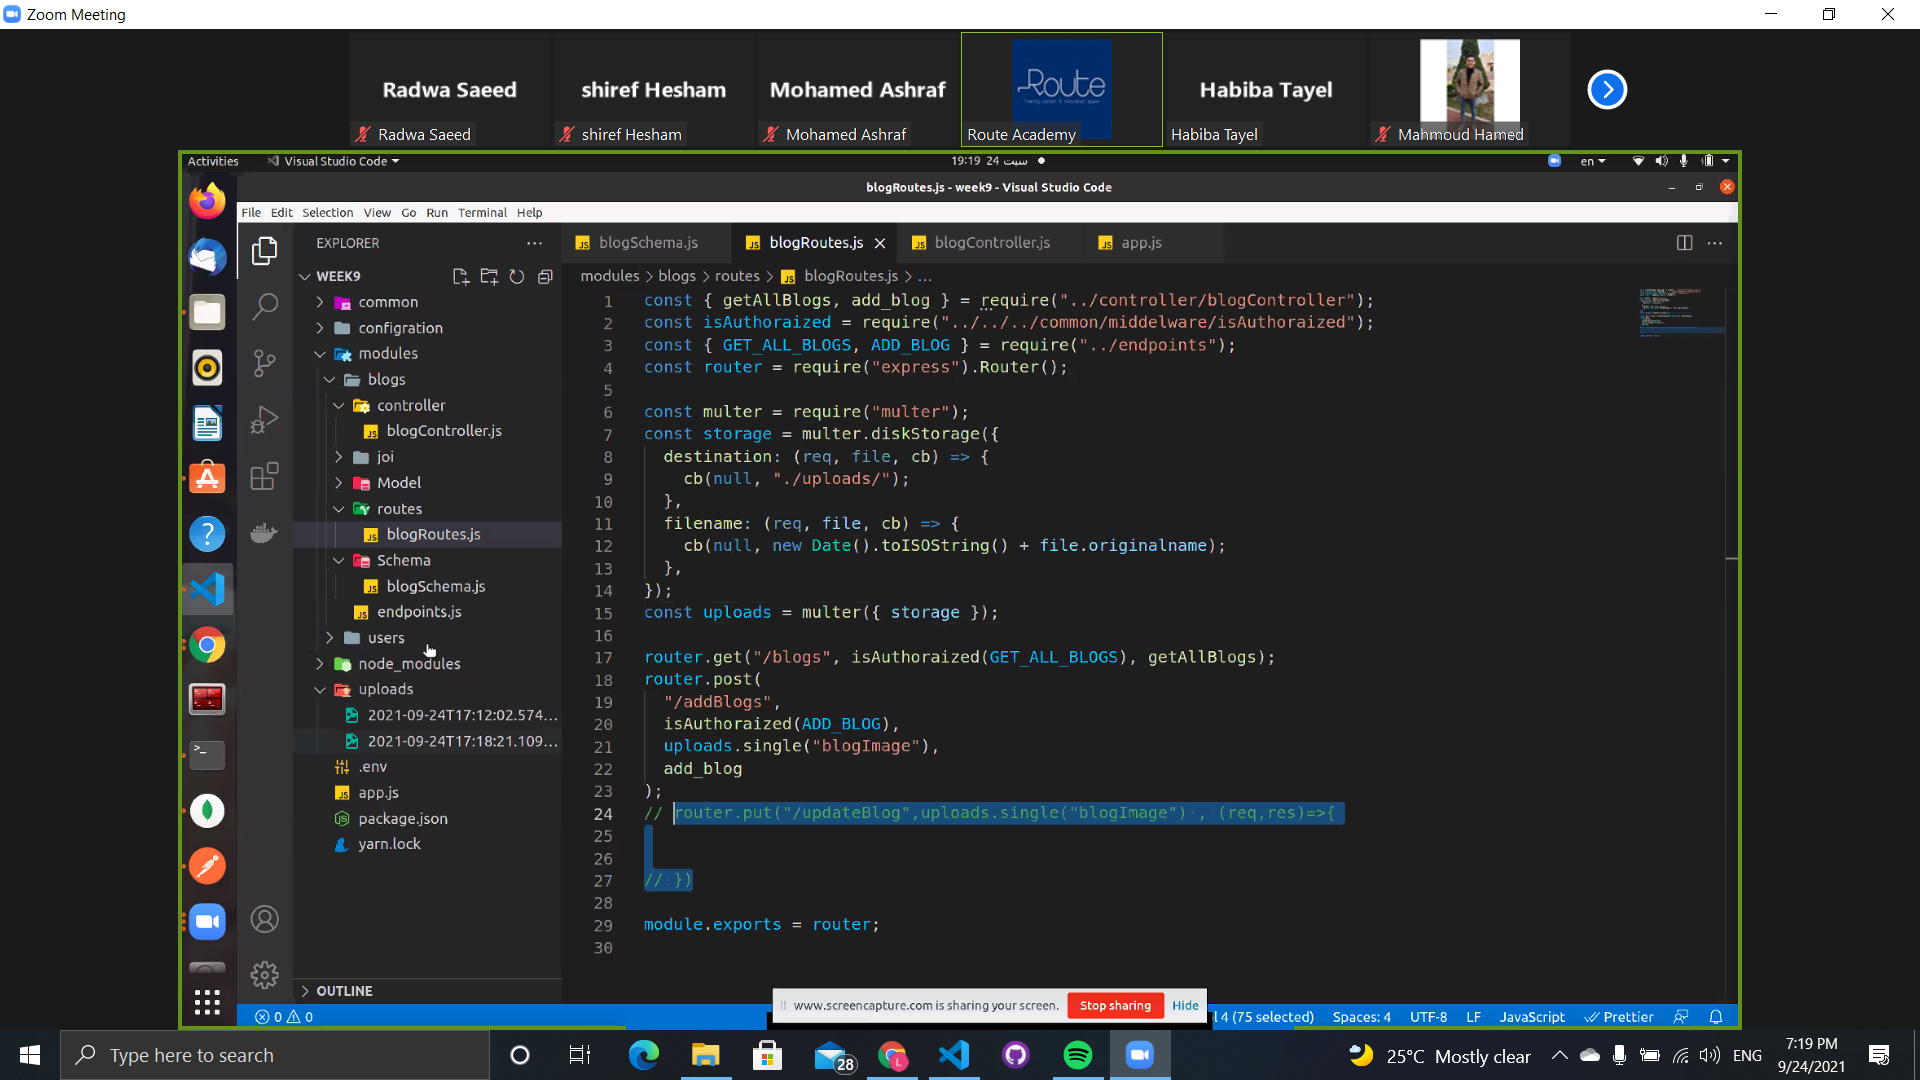 Zoom Meeting
Radwa Saeed
shiref Hesham
Mohamed Ashraf
Route
Habiba Tayel
Radwa Saeed
shiref Hesham
Mohamed Ashraf
Route Academy
Habiba Tayel
Mahmoud Hamed
Activities
Visual Studio Code
سبت 24 19:19
en
blogRoutes.js - week9 - Visual Studio Code
File Edit Selection View Go Run Terminal Help
EXPLORER
blogSchema.js
blogRoutes.js
blogController.js
app.js
WEEK9
modules > blogs > routes > blogRoutes.js > ...
common
configration
modules
blogs
controller
blogController.js
joi
Model
routes
blogRoutes.js
Schema
blogSchema.js
endpoints.js
users
node_modules
uploads
2021-09-24T17:12:02.574...
2021-09-24T17:18:21.109...
.env
app.js
package.json
yarn.lock
OUTLINE
1 const { getAllBlogs, add_blog } = require("../controller/blogController");
2 const isAuthoraized = require("../../../common/middelware/isAuthoraized");
3 const { GET_ALL_BLOGS, ADD_BLOG } = require("../endpoints");
4 const router = require("express").Router();
5
6 const multer = require("multer");
7 const storage = multer.diskStorage({
8 destination: (req, file, cb) => {
9 cb(null, "./uploads/");
10 },
11 filename: (req, file, cb) => {
12 cb(null, new Date().toISOString() + file.originalname);
13 },
14 });
15 const uploads = multer({ storage });
16
17 router.get("/blogs", isAuthoraized(GET_ALL_BLOGS), getAllBlogs);
18 router.post(
19 "/addBlogs",
20 isAuthoraized(ADD_BLOG),
21 uploads.single("blogImage"),
22 add_blog
23 );
24 // router.put("/updateBlog",uploads.single("blogImage") , (req,res)=>{
25
26
27 // })
28
29 module.exports = router;
30
www.screencapture.com is sharing your screen. Stop sharing Hide
0 0
l 4 (75 selected) Spaces: 4 UTF-8 LF JavaScript Prettier
Type here to search
28
L
25°C Mostly clear
ENG
7:19 PM
9/24/2021